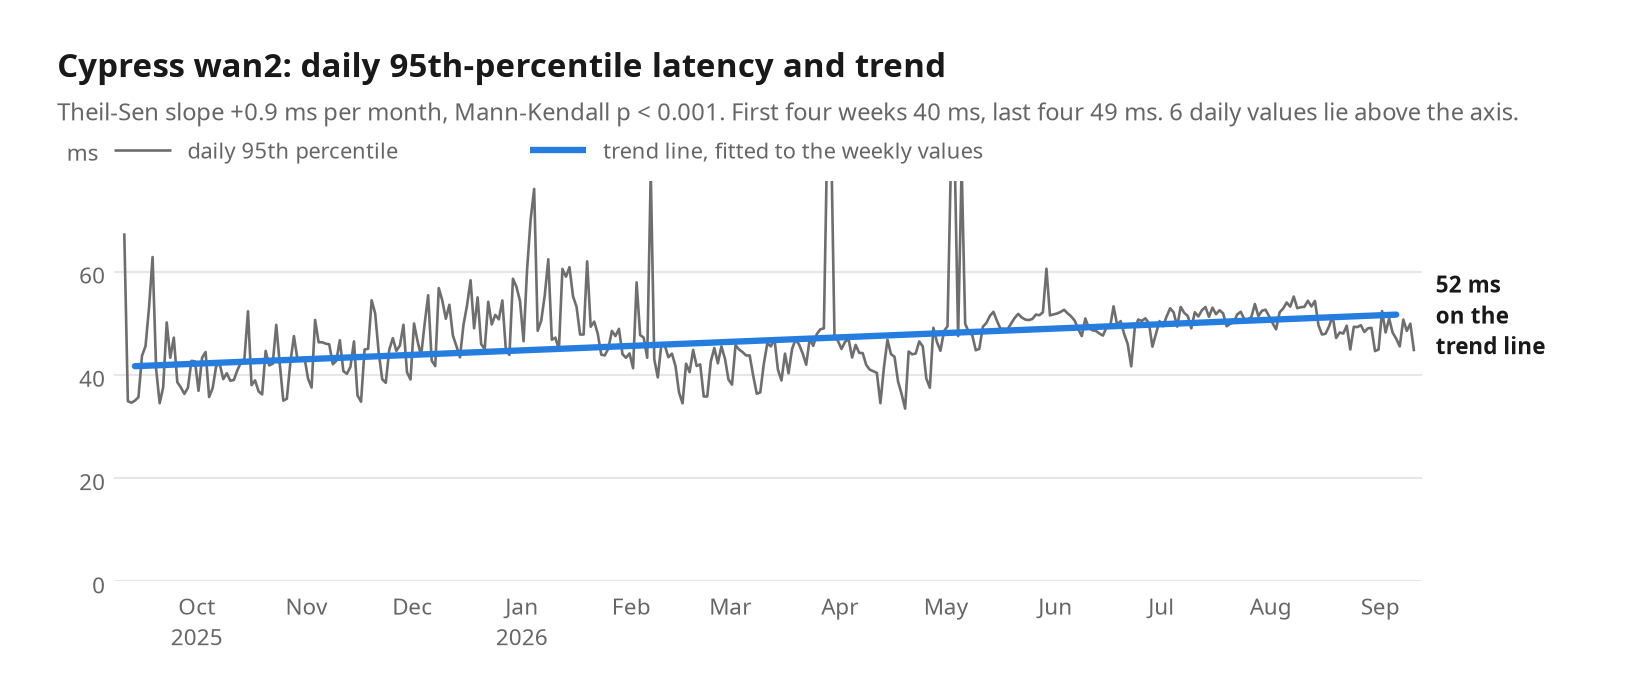 Cypress wan2: daily 95th-percentile latency and trend
Theil-Sen slope +0.9 ms per month, Mann-Kendall p < 0.001. First four weeks 40 ms, last four 49 ms. 6 daily values lie above the axis.
ms daily 95th percentile trend line, fitted to the weekly values
60
40
20
0
52 ms
on the
trend line
Oct Nov Dec Jan Feb Mar Apr May Jun Jul Aug Sep
2025 2026